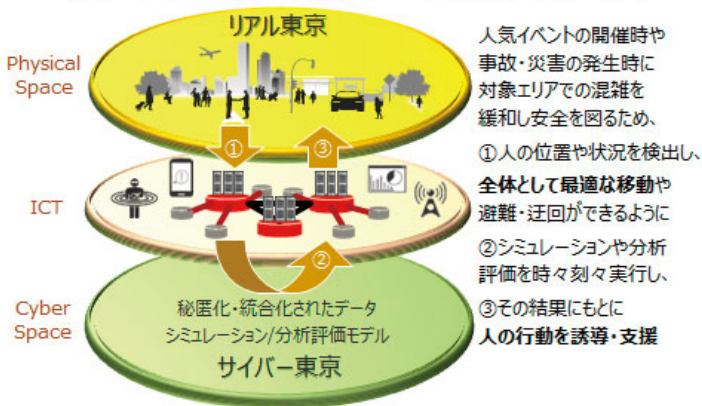 リアル東京
Physical
Space
①
③
ICT
②
Cyber
Space
秘匿化・統合化されたデータ
シミュレーション/分析評価モデル
サイバー東京
人気イベントの開催時や
事故・災害の発生時に
対象エリアでの混雑を
緩和し安全を図るため、
①人の位置や状況を検出し、
全体として最適な移動や
避難・迂回ができるように
②シミュレーションや分析
評価を時々刻々実行し、
③その結果にもとに
人の行動を誘導・支援